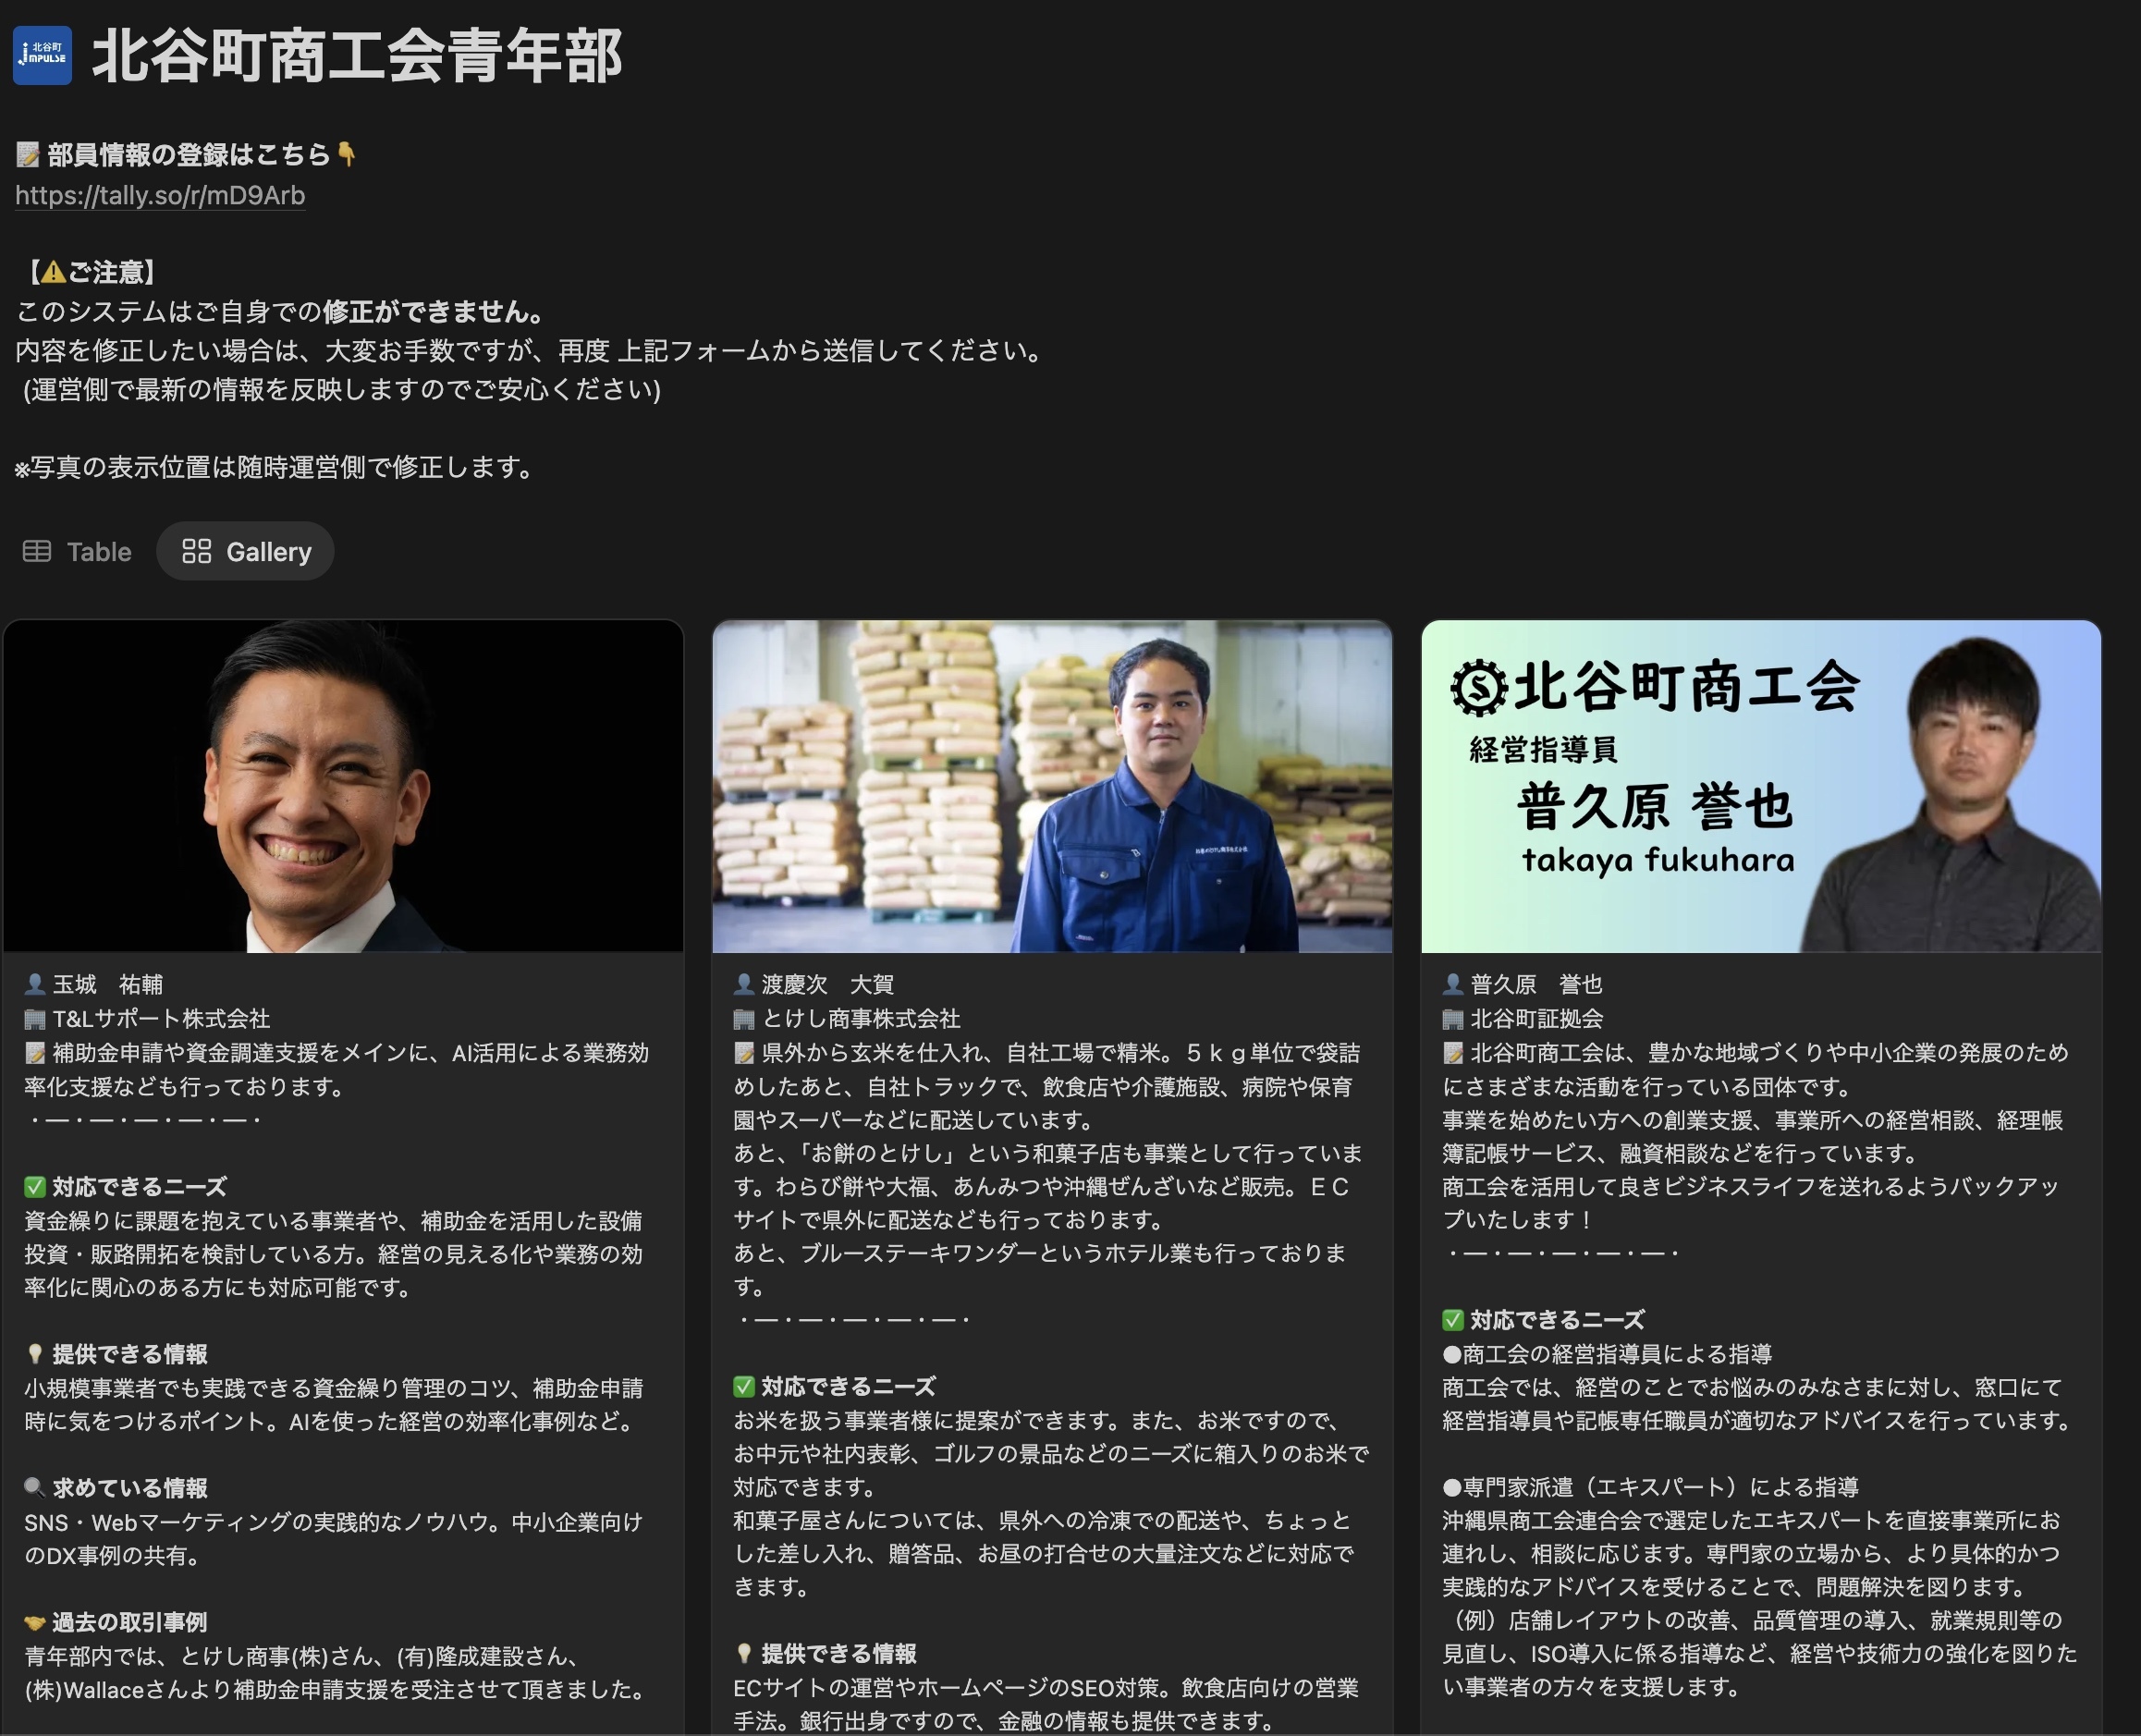 北谷町
impulse
北谷町商工会青年部
📝 部員情報の登録はこちら👇
https://tally.so/r/mD9Arb
【⚠️ご注意】
このシステムはご自身での修正ができません。
内容を修正したい場合は、大変お手数ですが、再度 上記フォームから送信してください。
(運営側で最新の情報を反映しますのでご安心ください)
※写真の表示位置は随時運営側で修正します。
Table
Gallery
👤 玉城　祐輔
🏢 T&Lサポート株式会社
📝 補助金申請や資金調達支援をメインに、AI活用による業務効
率化支援なども行っております。
・—・—・—・—・—・
✅ 対応できるニーズ
資金繰りに課題を抱えている事業者や、補助金を活用した設備
投資・販路開拓を検討している方。経営の見える化や業務の効
率化に関心のある方にも対応可能です。
💡 提供できる情報
小規模事業者でも実践できる資金繰り管理のコツ、補助金申請
時に気をつけるポイント。AIを使った経営の効率化事例など。
🔍 求めている情報
SNS・Webマーケティングの実践的なノウハウ。中小企業向け
のDX事例の共有。
🤝 過去の取引事例
青年部内では、とけし商事(株)さん、(有)隆成建設さん、
(株)Wallaceさんより補助金申請支援を受注させて頂きました。
👤 渡慶次　大賀
🏢 とけし商事株式会社
📝 県外から玄米を仕入れ、自社工場で精米。５ｋｇ単位で袋詰
めしたあと、自社トラックで、飲食店や介護施設、病院や保育
園やスーパーなどに配送しています。
あと、「お餅のとけし」という和菓子店も事業として行っていま
す。わらび餅や大福、あんみつや沖縄ぜんざいなど販売。ＥＣ
サイトで県外に配送なども行っております。
あと、ブルーステーキワンダーというホテル業も行っておりま
す。
・—・—・—・—・—・
✅ 対応できるニーズ
お米を扱う事業者様に提案ができます。また、お米ですので、
お中元や社内表彰、ゴルフの景品などのニーズに箱入りのお米で
対応できます。
和菓子屋さんについては、県外への冷凍での配送や、ちょっと
した差し入れ、贈答品、お昼の打合せの大量注文などに対応で
きます。
💡 提供できる情報
ECサイトの運営やホームページのSEO対策。飲食店向けの営業
手法。銀行出身ですので、金融の情報も提供できます。
北谷町商工会
経営指導員
普久原 誉也
takaya fukuhara
👤 普久原　誉也
🏢 北谷町証拠会
📝 北谷町商工会は、豊かな地域づくりや中小企業の発展のため
にさまざまな活動を行っている団体です。
事業を始めたい方への創業支援、事業所への経営相談、経理帳
簿記帳サービス、融資相談などを行っています。
商工会を活用して良きビジネスライフを送れるようバックアッ
プいたします！
・—・—・—・—・—・
✅ 対応できるニーズ
●商工会の経営指導員による指導
商工会では、経営のことでお悩みのみなさまに対し、窓口にて
経営指導員や記帳専任職員が適切なアドバイスを行っています。
●専門家派遣（エキスパート）による指導
沖縄県商工会連合会で選定したエキスパートを直接事業所にお
連れし、相談に応じます。専門家の立場から、より具体的かつ
実践的なアドバイスを受けることで、問題解決を図ります。
（例）店舗レイアウトの改善、品質管理の導入、就業規則等の
見直し、ISO導入に係る指導など、経営や技術力の強化を図りた
い事業者の方々を支援します。